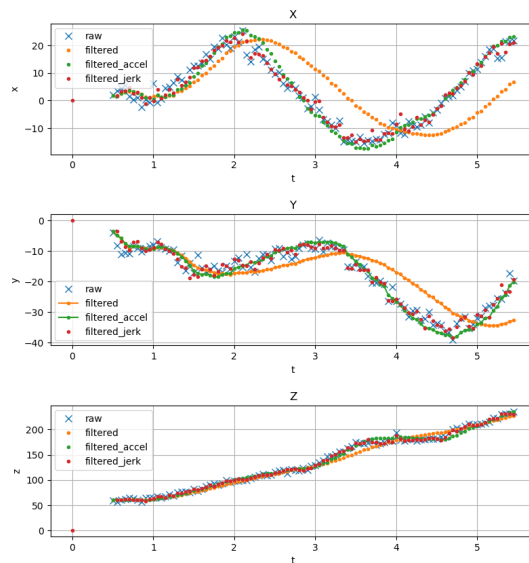 X
20
10
0
−10
x
raw
filtered
filtered_accel
filtered_jerk
0 1 2 3 4 5
t
Y
0
−10
−20
−30
−40
y
raw
filtered
filtered_accel
filtered_jerk
0 1 2 3 4 5
t
Z
200
150
100
50
0
z
raw
filtered
filtered_accel
filtered_jerk
0 1 2 3 4 5
t